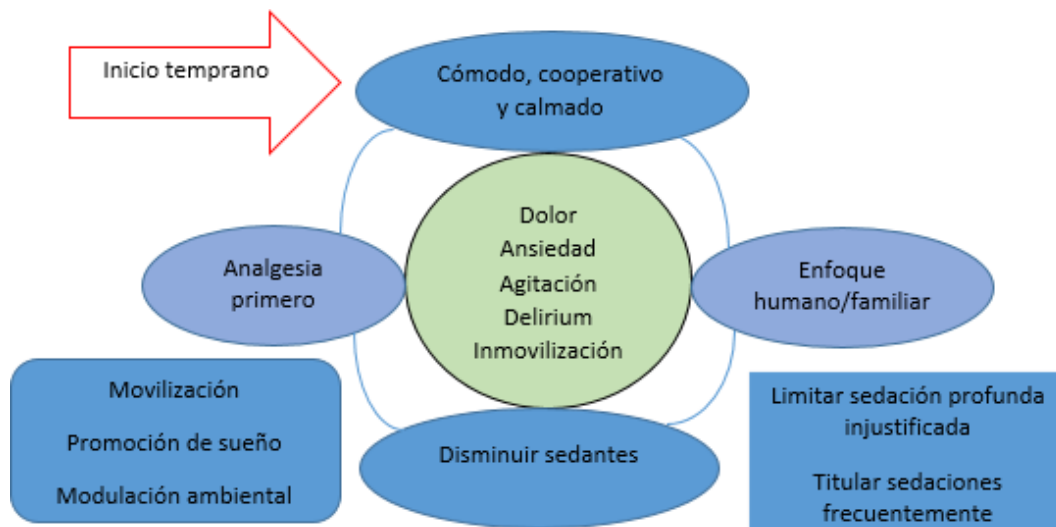 Inicio temprano
Cómodo, cooperativo
y calmado
Dolor
Ansiedad
Agitación
Delirium
Inmovilización
Analgesia
primero
Enfoque
humano/familiar
Movilización
Promoción de sueño
Modulación ambiental
Disminuir sedantes
Limitar sedación profunda
injustificada
Titular sedaciones
frecuentemente